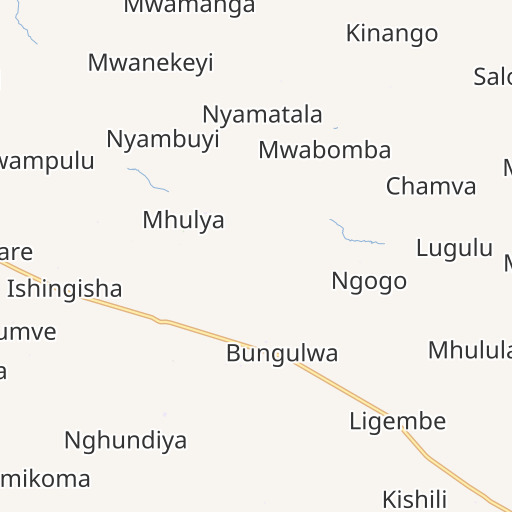 Mwamanga
Kinango
Mwanekeyi
Salo
Nyamatala
Nyambuyi
Mwabomba
wampulu
Chamva
Mhulya
Lugulu
are
Ngogo
Ishingisha
umve
Bungulwa
Mhulula
a
Ligembe
Nghundiya
mikoma
Kishili